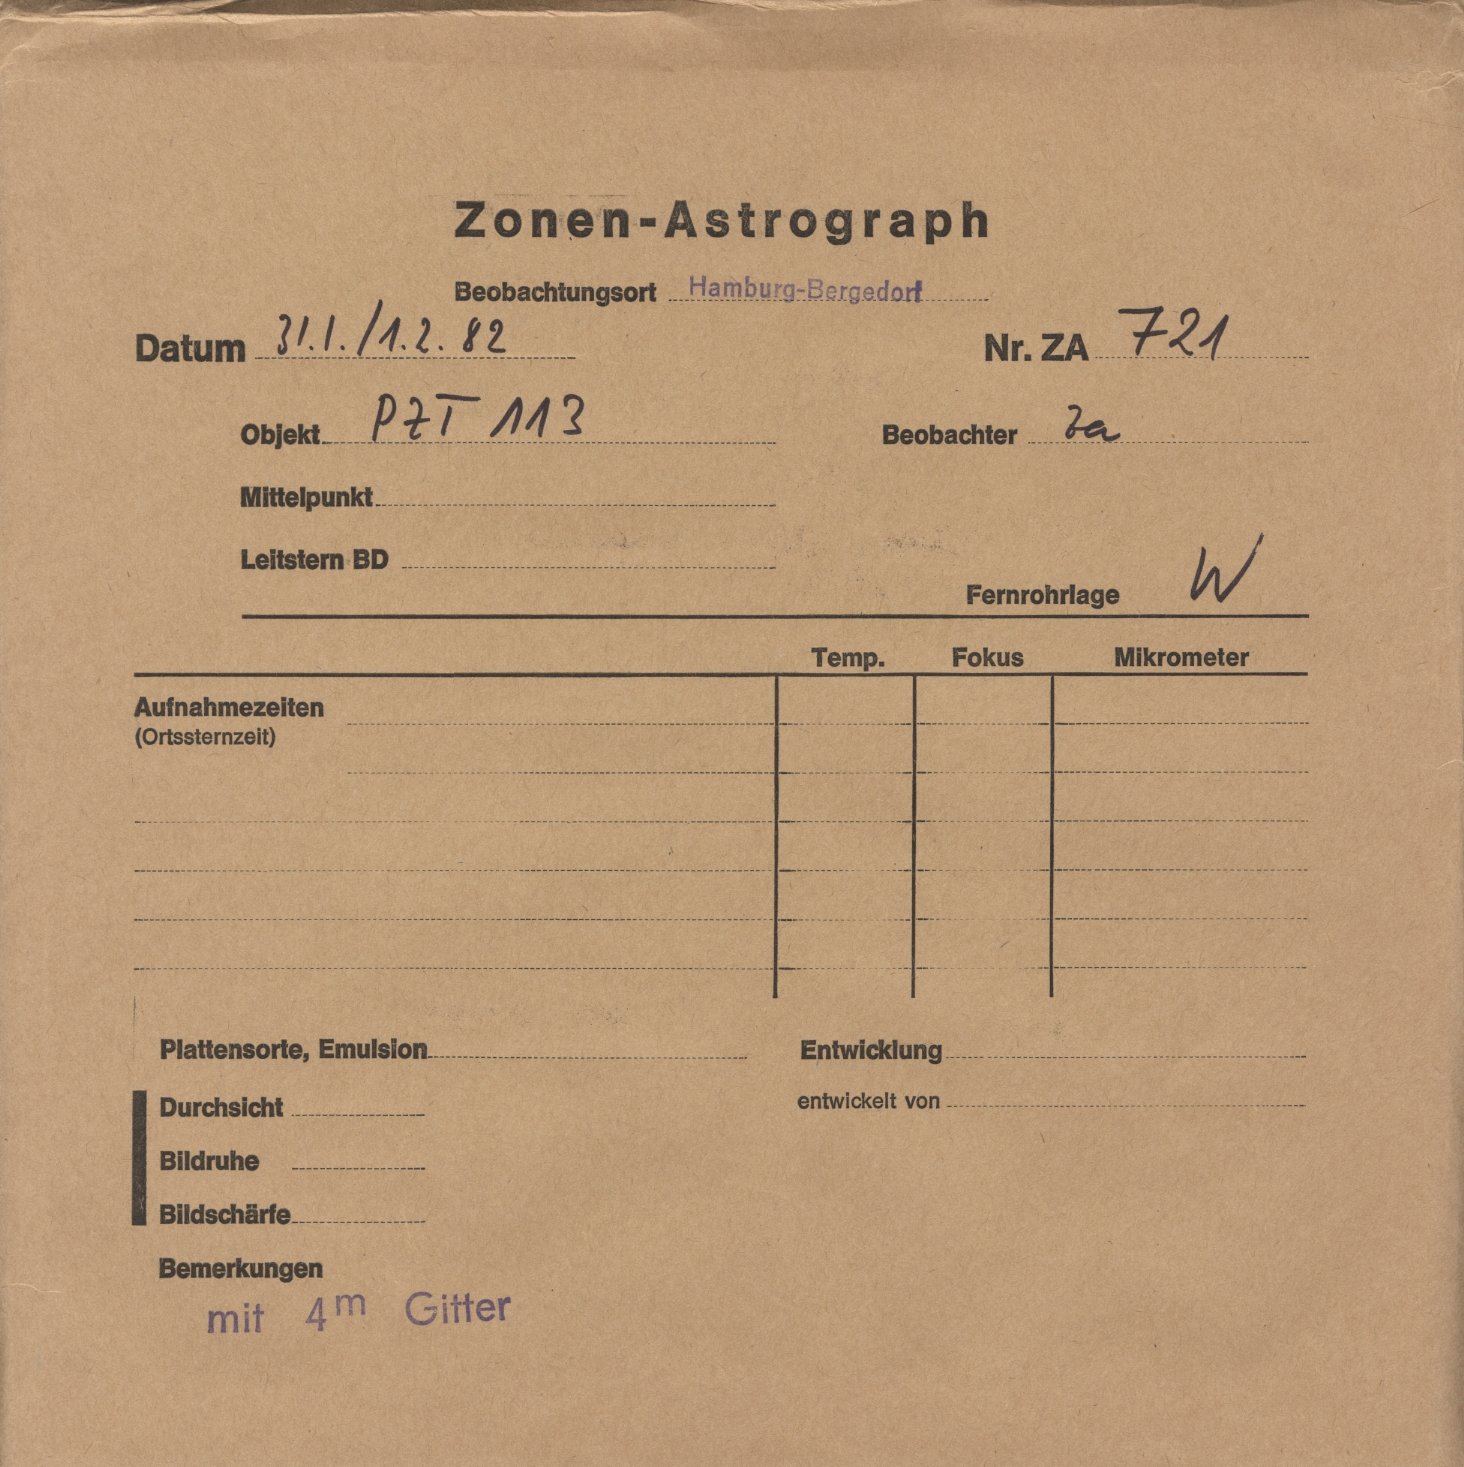 Zonen-Astrograph
Beobachtungsort Hamburg-Bergedorf
Datum 31.1./1.2. 82 Nr. ZA 721
Objekt PZT 113 Beobachter Za
Mittelpunkt
Leitstern BD
Fernrohrlage W
Temp. Fokus Mikrometer
Aufnahmezeiten
(Ortssternzeit)
Plattensorte, Emulsion Entwicklung
Durchsicht entwickelt von
Bildruhe
Bildschärfe
Bemerkungen
mit 4m Gitter